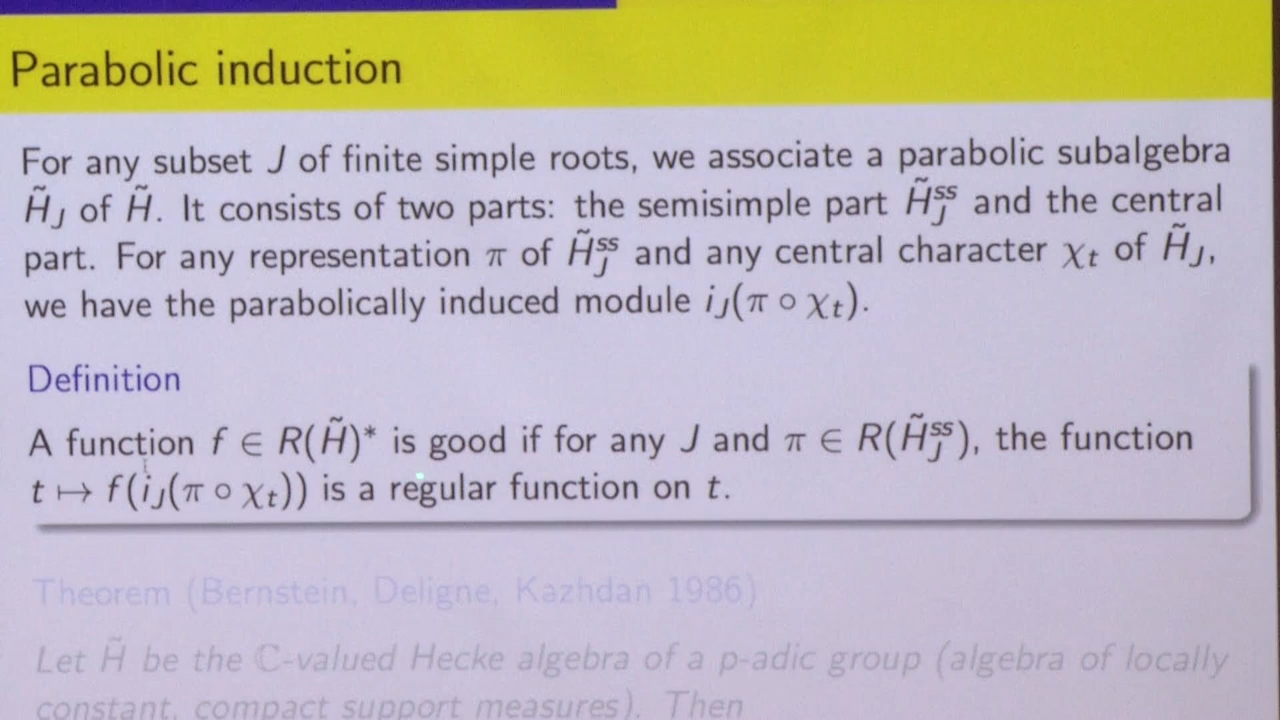 Parabolic induction
For any subset J of finite simple roots, we associate a parabolic subalgebra
H̃_J of H̃. It consists of two parts: the semisimple part H̃_J^ss and the central
part. For any representation π of H̃_J^ss and any central character χ_t of H̃_J,
we have the parabolically induced module i_J(π ∘ χ_t).
Definition
A function f ∈ R(H̃)* is good if for any J and π ∈ R(H̃_J^ss), the function
t ↦ f(i_J(π ∘ χ_t)) is a regular function on t.
Theorem (Bernstein, Deligne, Kazhdan 1986)
Let H̃ be the ℂ-valued Hecke algebra of a p-adic group (algebra of locally
constant, compact support measures). Then